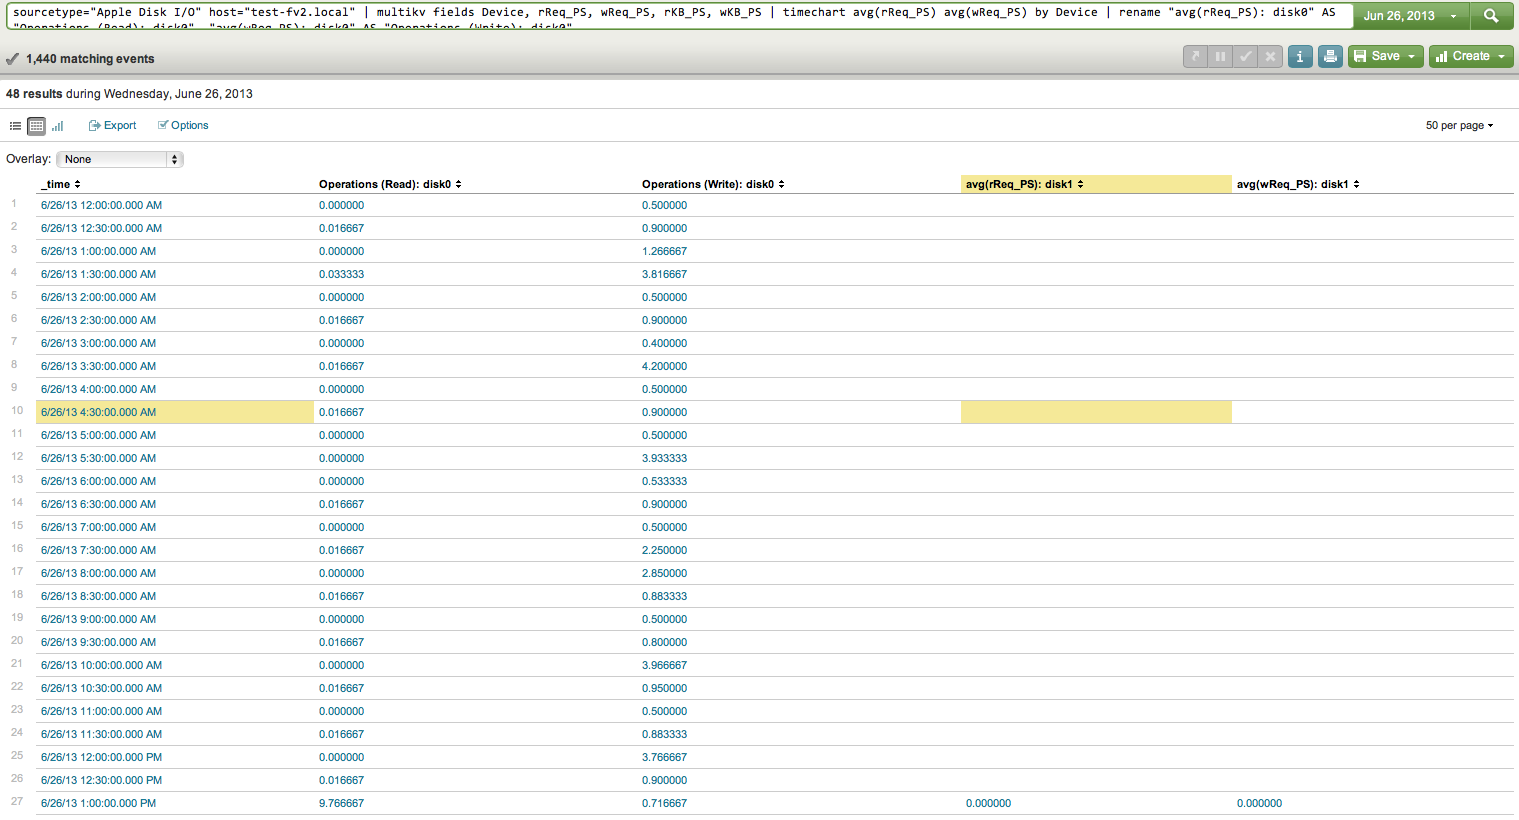 sourcetype="Apple Disk I/O" host="test-fv2.local" | multikv fields Device, rReq_PS, wReq_PS, rKB_PS, wKB_PS | timechart avg(rReq_PS) avg(wReq_PS) by Device | rename "avg(rReq_PS): disk0" AS
"Operations (Read): disk0", "avg(wReq_PS): disk0" AS "Operations (Write): disk0"
Jun 26, 2013
1,440 matching events
Save
Create
48 results during Wednesday, June 26, 2013
Export
Options
50 per page
Overlay: None
_time Operations (Read): disk0 Operations (Write): disk0 avg(rReq_PS): disk1 avg(wReq_PS): disk1
1 6/26/13 12:00:00.000 AM 0.000000 0.500000
2 6/26/13 12:30:00.000 AM 0.016667 0.900000
3 6/26/13 1:00:00.000 AM 0.000000 1.266667
4 6/26/13 1:30:00.000 AM 0.033333 3.816667
5 6/26/13 2:00:00.000 AM 0.000000 0.500000
6 6/26/13 2:30:00.000 AM 0.016667 0.900000
7 6/26/13 3:00:00.000 AM 0.000000 0.400000
8 6/26/13 3:30:00.000 AM 0.016667 4.200000
9 6/26/13 4:00:00.000 AM 0.000000 0.500000
10 6/26/13 4:30:00.000 AM 0.016667 0.900000
11 6/26/13 5:00:00.000 AM 0.000000 0.500000
12 6/26/13 5:30:00.000 AM 0.000000 3.933333
13 6/26/13 6:00:00.000 AM 0.000000 0.533333
14 6/26/13 6:30:00.000 AM 0.016667 0.900000
15 6/26/13 7:00:00.000 AM 0.000000 0.500000
16 6/26/13 7:30:00.000 AM 0.016667 2.250000
17 6/26/13 8:00:00.000 AM 0.000000 2.850000
18 6/26/13 8:30:00.000 AM 0.016667 0.883333
19 6/26/13 9:00:00.000 AM 0.000000 0.500000
20 6/26/13 9:30:00.000 AM 0.016667 0.800000
21 6/26/13 10:00:00.000 AM 0.000000 3.966667
22 6/26/13 10:30:00.000 AM 0.016667 0.950000
23 6/26/13 11:00:00.000 AM 0.000000 0.500000
24 6/26/13 11:30:00.000 AM 0.016667 0.883333
25 6/26/13 12:00:00.000 PM 0.000000 3.766667
26 6/26/13 12:30:00.000 PM 0.016667 0.900000
27 6/26/13 1:00:00.000 PM 9.766667 0.716667 0.000000 0.000000